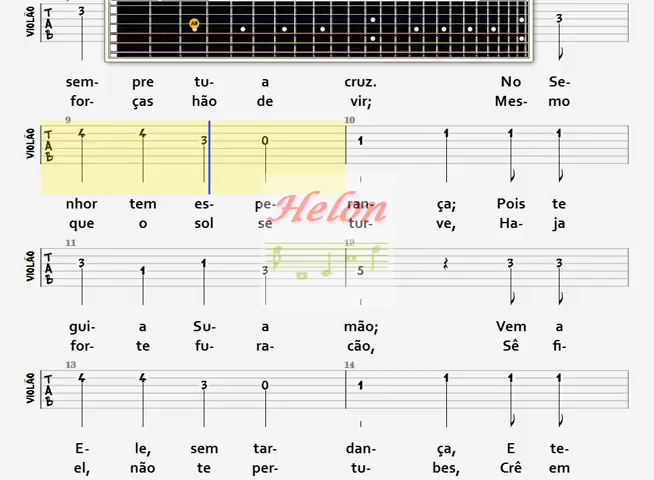 VIOLÃO 3 A# 3
sem- pre tu- a cruz. No Se-
for- ças hão de vir; Mes- mo
9 10
VIOLÃO TAB 4 4 3 0 1 1 1 1
nhor tem es- pe- ran- ça; Pois te
que o sol se tur- ve, Ha- ja
Helon
11 12
VIOLÃO TAB 3 1 1 3 5 3 3
gui- a Su- a mão; Vem a
for- te fu- ra- cão, Sê fi-
13 14
VIOLÃO TAB 4 4 3 0 1 1 1 1
E- le, sem tar- dan- ça, E te-
el, não te per- tu- bes, Crê em